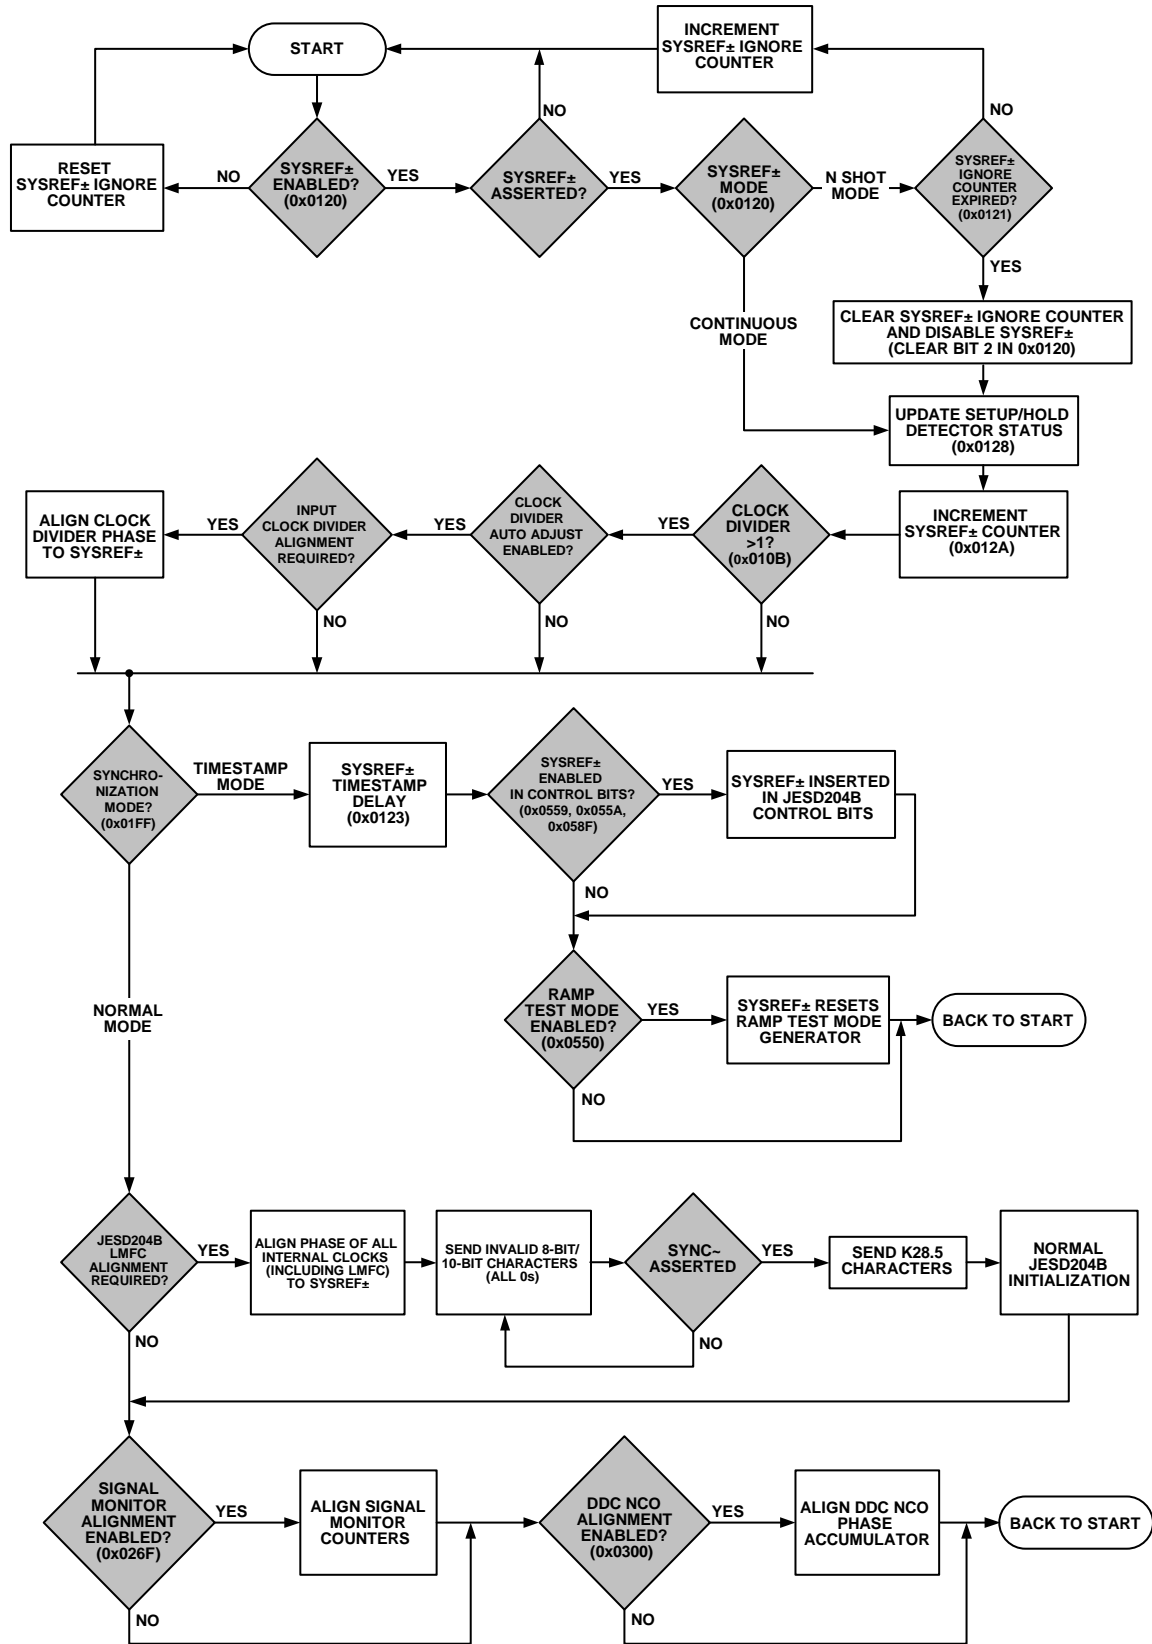 START
INCREMENT
SYSREF± IGNORE
COUNTER
NO
NO
RESET
SYSREF± IGNORE
COUNTER
NO
SYSREF±
ENABLED?
(0x0120)
YES
SYSREF±
ASSERTED?
YES
SYSREF±
MODE
(0x0120)
N SHOT
MODE
SYSREF±
IGNORE
COUNTER
EXPIRED?
(0x0121)
YES
CONTINUOUS
MODE
CLEAR SYSREF± IGNORE COUNTER
AND DISABLE SYSREF±
(CLEAR BIT 2 IN 0x0120)
UPDATE SETUP/HOLD
DETECTOR STATUS
(0x0128)
ALIGN CLOCK
DIVIDER PHASE
TO SYSREF±
YES
INPUT
CLOCK DIVIDER
ALIGNMENT
REQUIRED?
YES
CLOCK
DIVIDER
AUTO ADJUST
ENABLED?
YES
CLOCK
DIVIDER
>1?
(0x010B)
INCREMENT
SYSREF± COUNTER
(0x012A)
NO
NO
NO
SYNCHRO-
NIZATION
MODE?
(0x01FF)
TIMESTAMP
MODE
SYSREF±
TIMESTAMP
DELAY
(0x0123)
SYSREF±
ENABLED
IN CONTROL BITS?
(0x0559, 0x055A,
0x058F)
YES
SYSREF± INSERTED
IN JESD204B
CONTROL BITS
NO
NORMAL
MODE
RAMP
TEST MODE
ENABLED?
(0x0550)
YES
SYSREF± RESETS
RAMP TEST MODE
GENERATOR
BACK TO START
NO
JESD204B
LMFC
ALIGNMENT
REQUIRED?
YES
ALIGN PHASE OF ALL
INTERNAL CLOCKS
(INCLUDING LMFC)
TO SYSREF±
SEND INVALID 8-BIT/
10-BIT CHARACTERS
(ALL 0s)
SYNC~
ASSERTED
YES
SEND K28.5
CHARACTERS
NORMAL
JESD204B
INITIALIZATION
NO
NO
SIGNAL
MONITOR
ALIGNMENT
ENABLED?
(0x026F)
YES
ALIGN SIGNAL
MONITOR
COUNTERS
DDC NCO
ALIGNMENT
ENABLED?
(0x0300)
YES
ALIGN DDC NCO
PHASE
ACCUMULATOR
BACK TO START
NO
NO